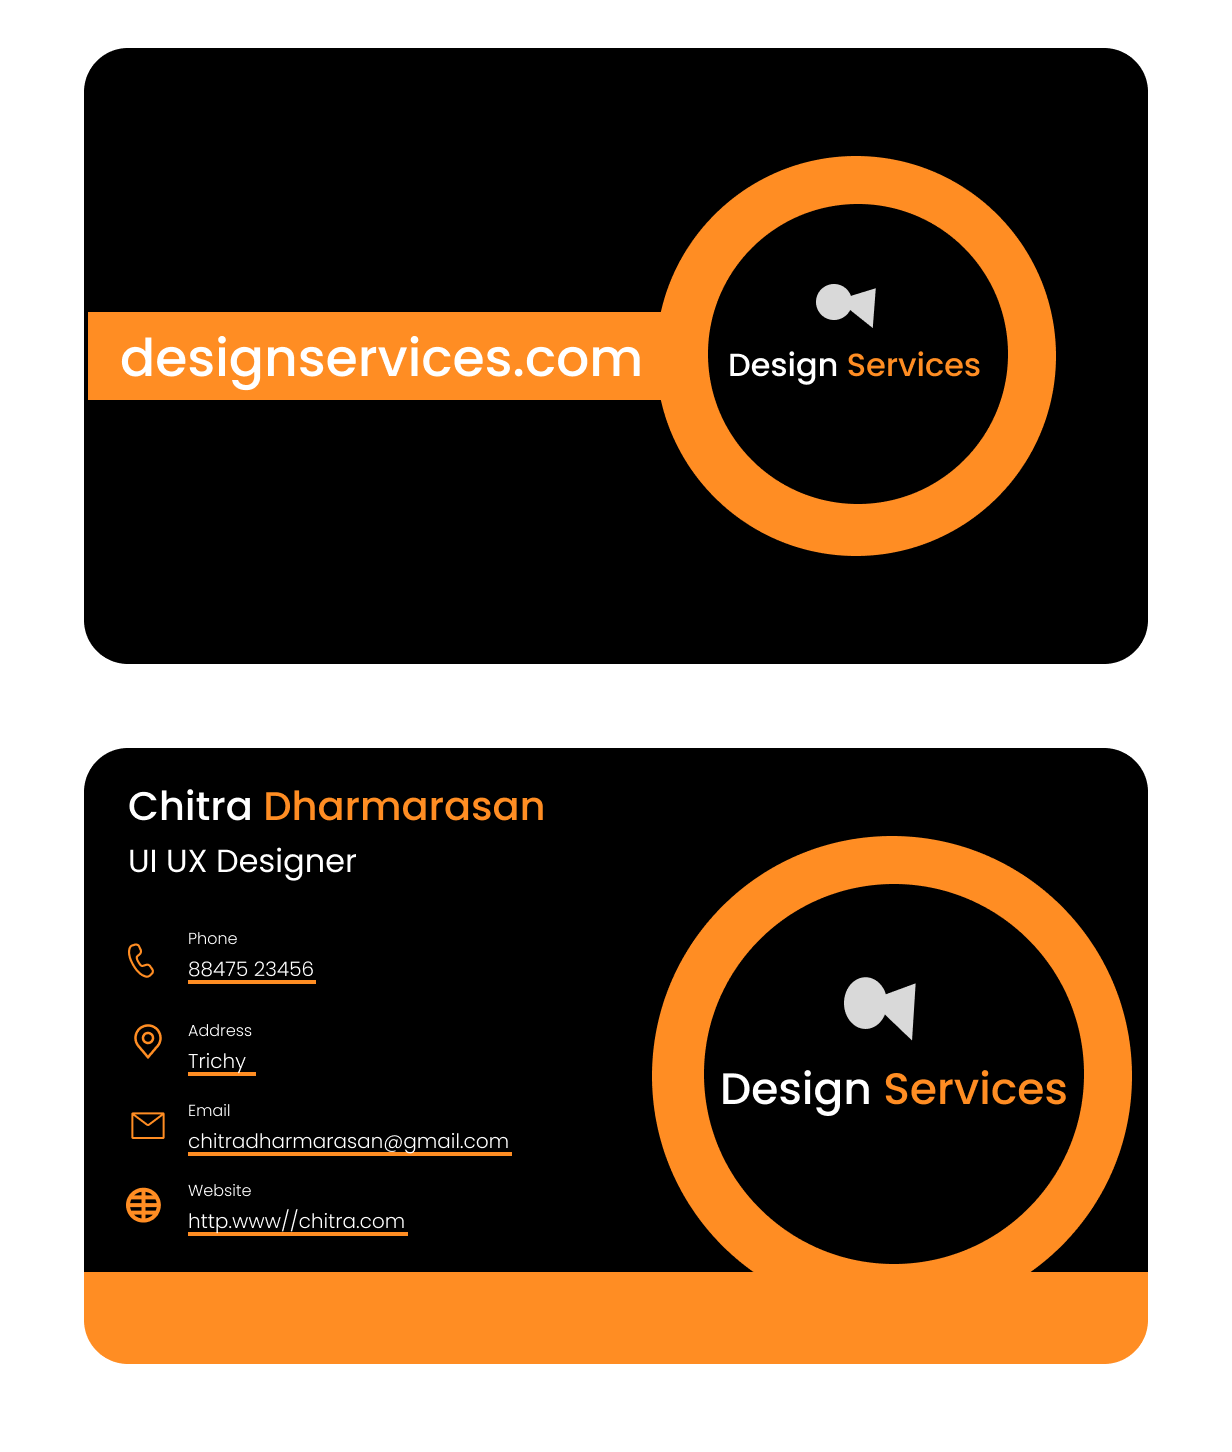 designservices.com
Design Services
Chitra Dharmarasan
UI UX Designer
Phone
88475 23456
Address
Trichy
Email
chitradharmarasan@gmail.com
Website
http.www//chitra.com
Design Services